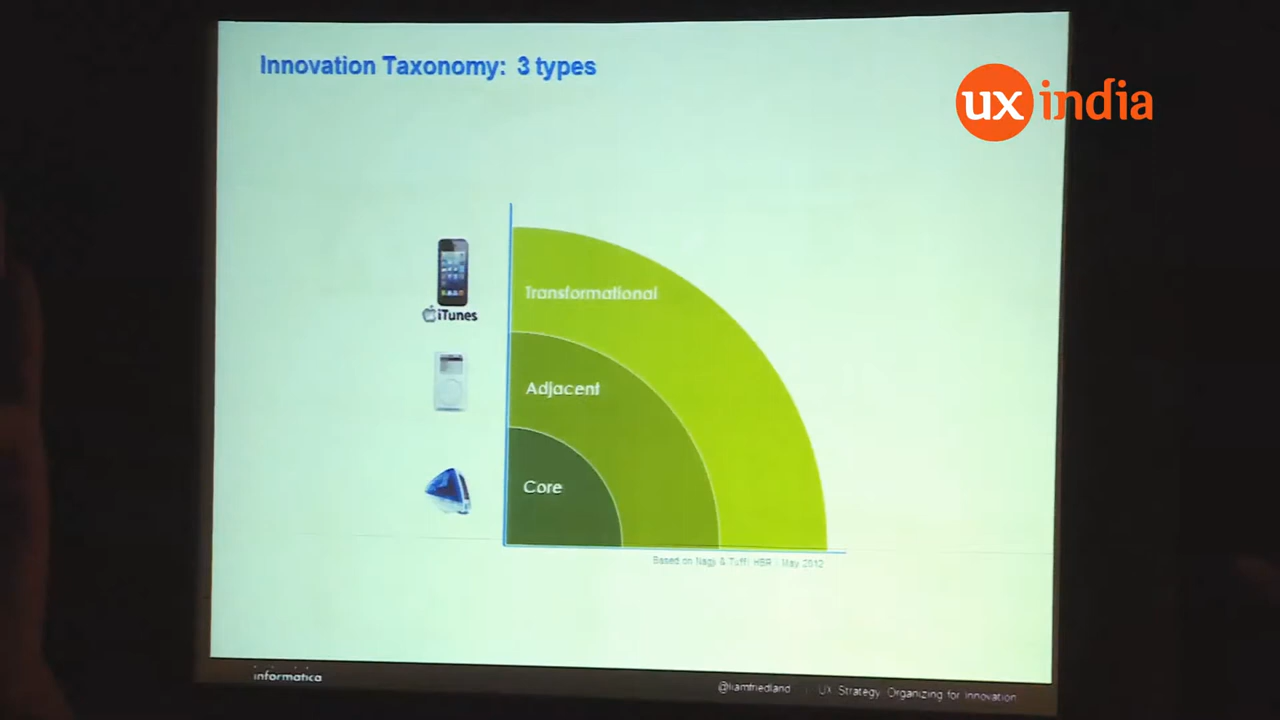 Innovation Taxonomy: 3 types
ux india
Transformational
iTunes
Adjacent
Core
Based on Nagy & Tuff/ HBR / May 2012
informatica
@liamfriedland | UX Strategy: Organizing for Innovation